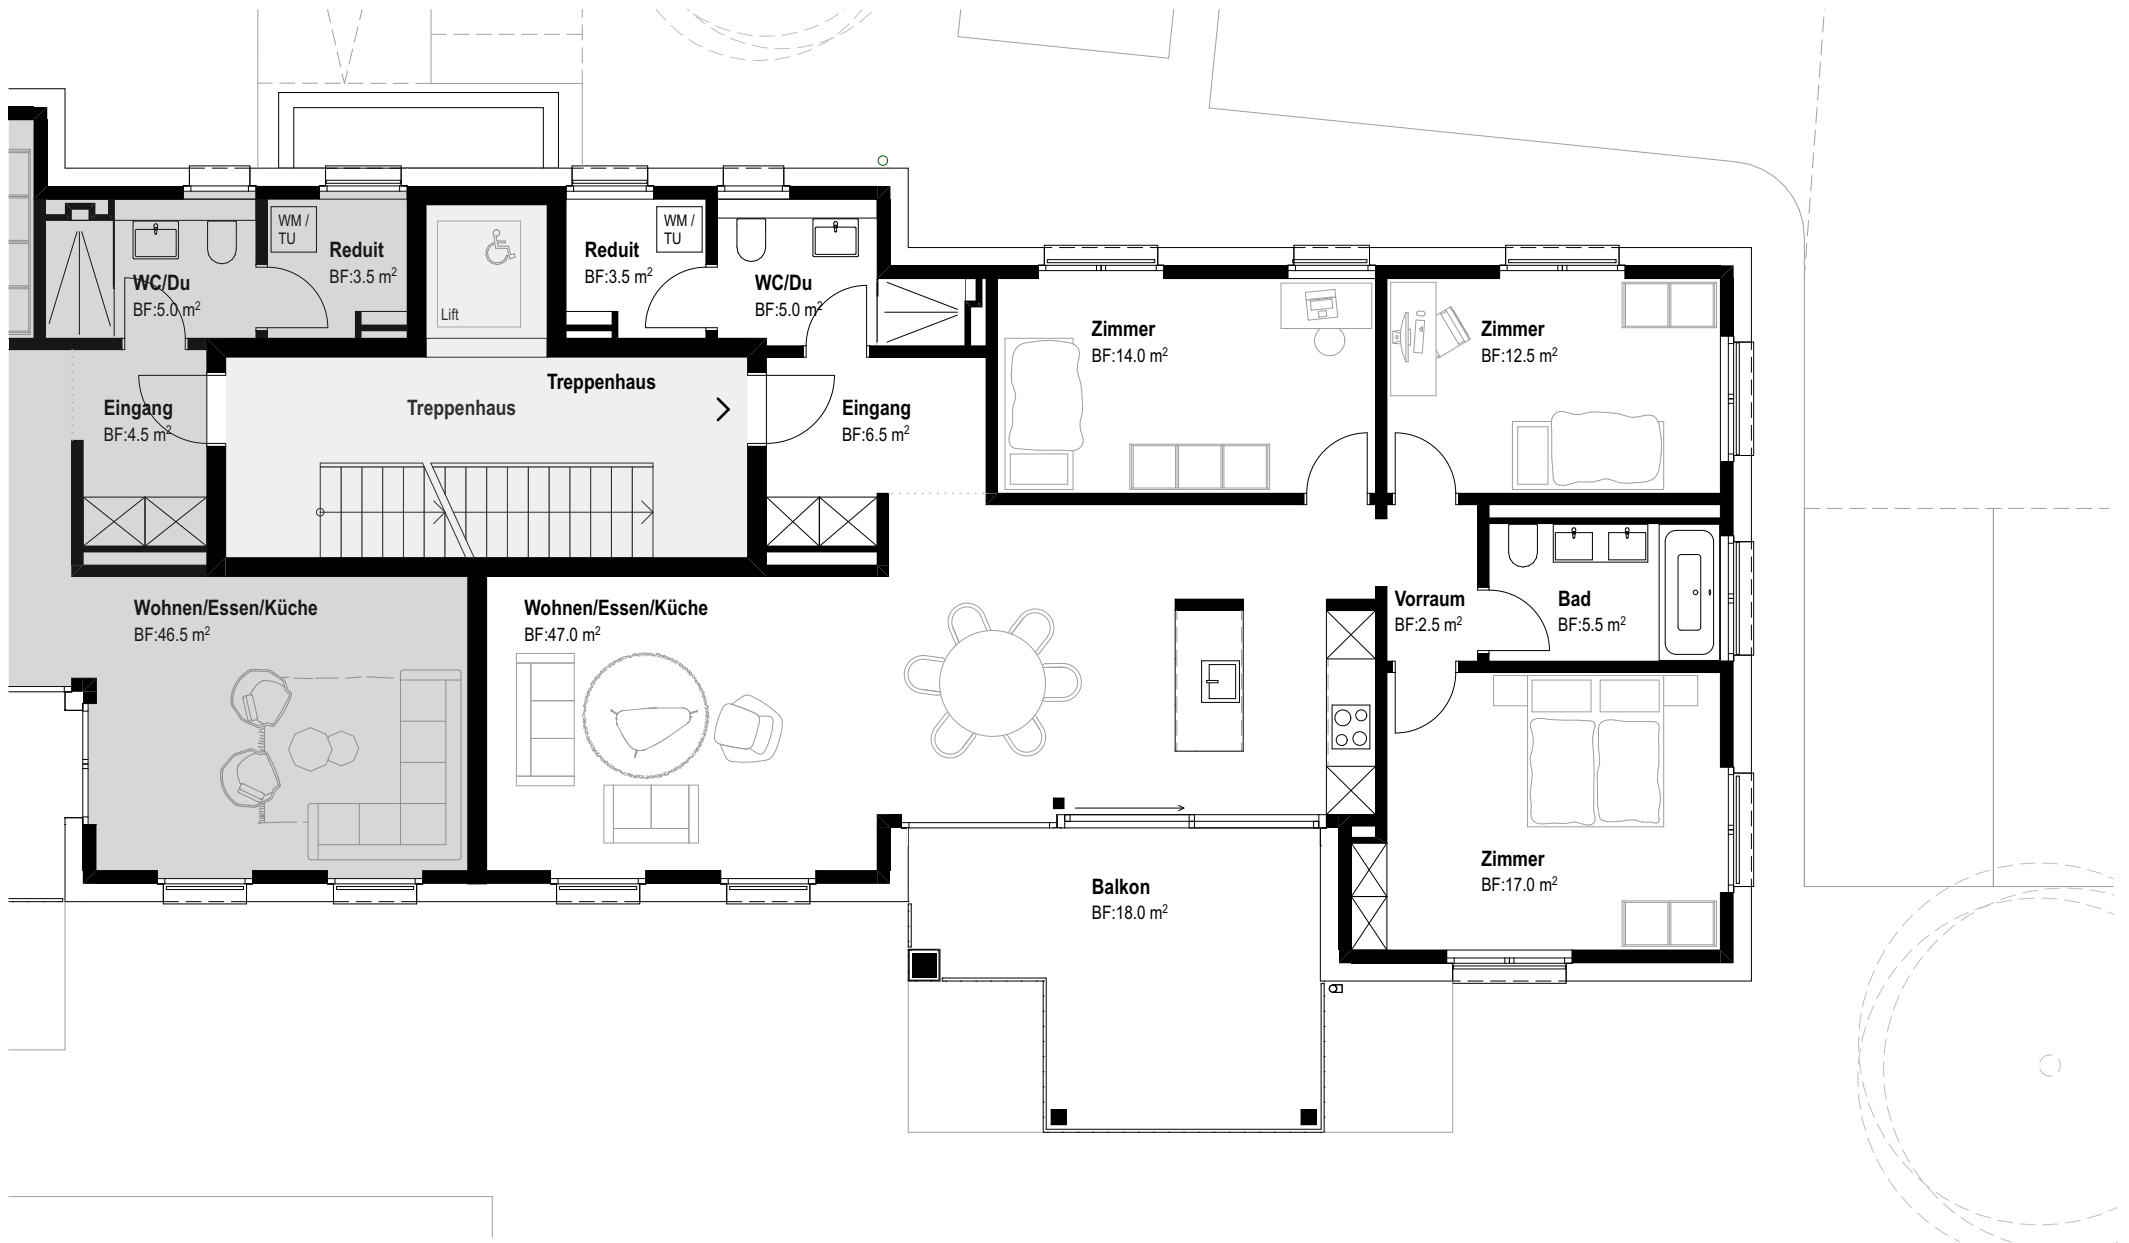 WM /
TU
Reduit
BF:3.5 m²
WC/Du
BF:5.0 m²
Lift
Reduit
BF:3.5 m²
WM /
TU
WC/Du
BF:5.0 m²
Zimmer
BF:14.0 m²
Zimmer
BF:12.5 m²
Eingang
BF:4.5 m²
Treppenhaus
Treppenhaus
Eingang
BF:6.5 m²
Wohnen/Essen/Küche
BF:46.5 m²
Wohnen/Essen/Küche
BF:47.0 m²
Vorraum
BF:2.5 m²
Bad
BF:5.5 m²
Balkon
BF:18.0 m²
Zimmer
BF:17.0 m²